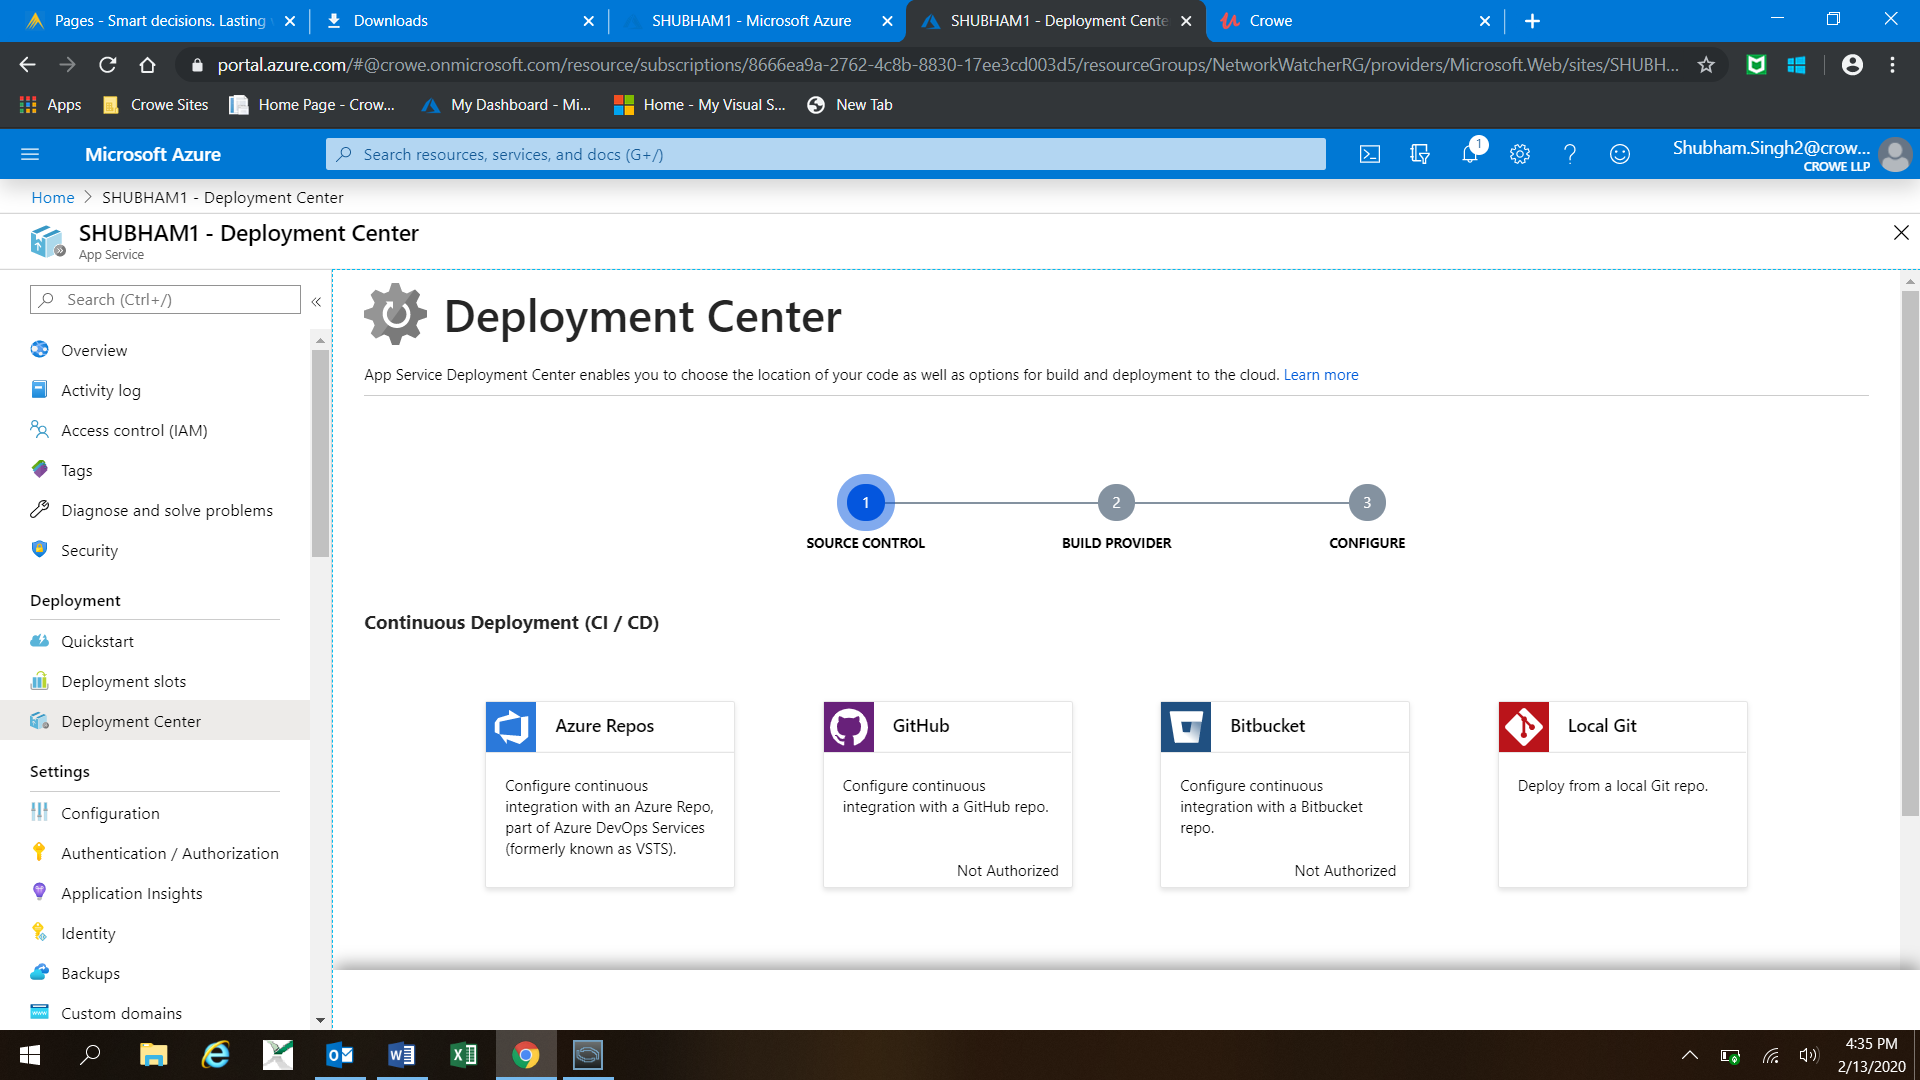 Pages - Smart decisions. Lasting
Downloads
SHUBHAM1 - Microsoft Azure
SHUBHAM1 - Deployment Cente
Crowe
portal.azure.com/#@crowe.onmicrosoft.com/resource/subscriptions/8666ea9a-2762-4c8b-8830-17ee3cd003d5/resourceGroups/NetworkWatcherRG/providers/Microsoft.Web/sites/SHUBH...
Apps
Crowe Sites
Home Page - Crow...
My Dashboard - Mi...
Home - My Visual S...
New Tab
Microsoft Azure
Search resources, services, and docs (G+/)
1
Shubham.Singh2@crow...
CROWE LLP
Home > SHUBHAM1 - Deployment Center
SHUBHAM1 - Deployment Center
App Service
Search (Ctrl+/)
Overview
Activity log
Access control (IAM)
Tags
Diagnose and solve problems
Security
Deployment
Quickstart
Deployment slots
Deployment Center
Settings
Configuration
Authentication / Authorization
Application Insights
Identity
Backups
Custom domains
Deployment Center
App Service Deployment Center enables you to choose the location of your code as well as options for build and deployment to the cloud. Learn more
1
2
3
SOURCE CONTROL
BUILD PROVIDER
CONFIGURE
Continuous Deployment (CI / CD)
Azure Repos
Configure continuous
integration with an Azure Repo,
part of Azure DevOps Services
(formerly known as VSTS).
GitHub
Configure continuous
integration with a GitHub repo.
Not Authorized
Bitbucket
Configure continuous
integration with a Bitbucket
repo.
Not Authorized
Local Git
Deploy from a local Git repo.
4:35 PM
2/13/2020